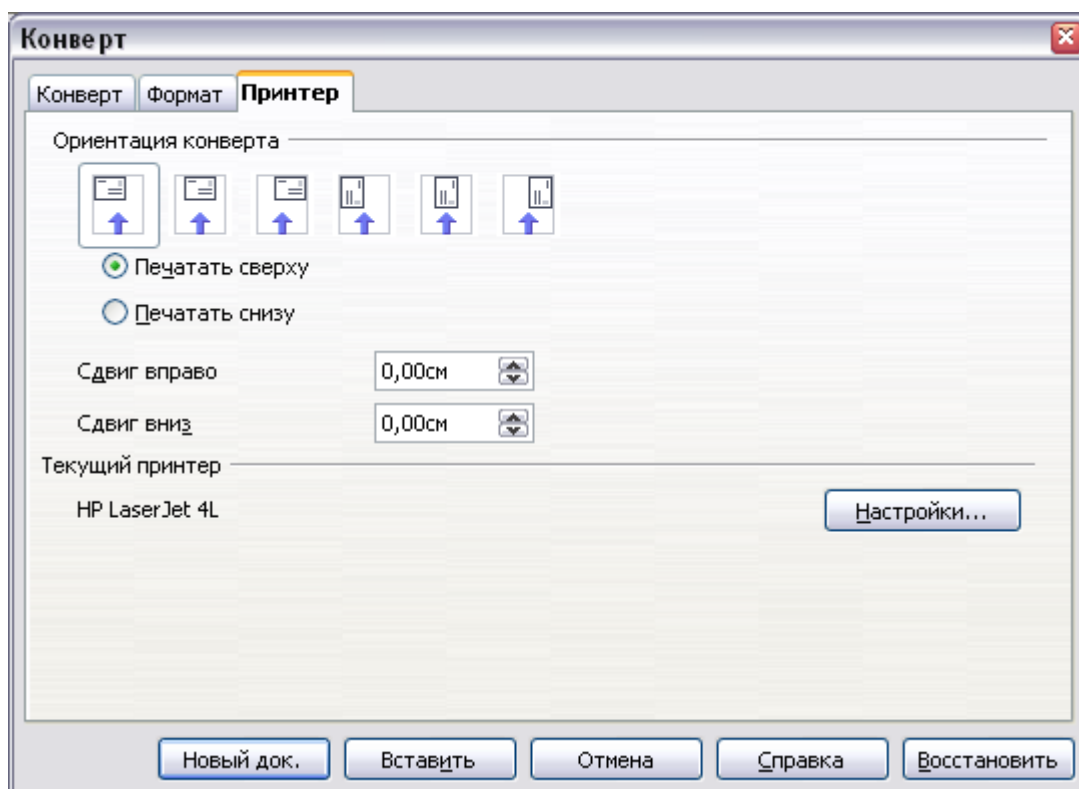 Конверт
Конверт Формат Принтер
Ориентация конверта
Печатать сверху
Печатать снизу
Сдвиг вправо 0,00см
Сдвиг вниз 0,00см
Текущий принтер
HP LaserJet 4L Настройки...
Новый док. Вставить Отмена Справка Восстановить